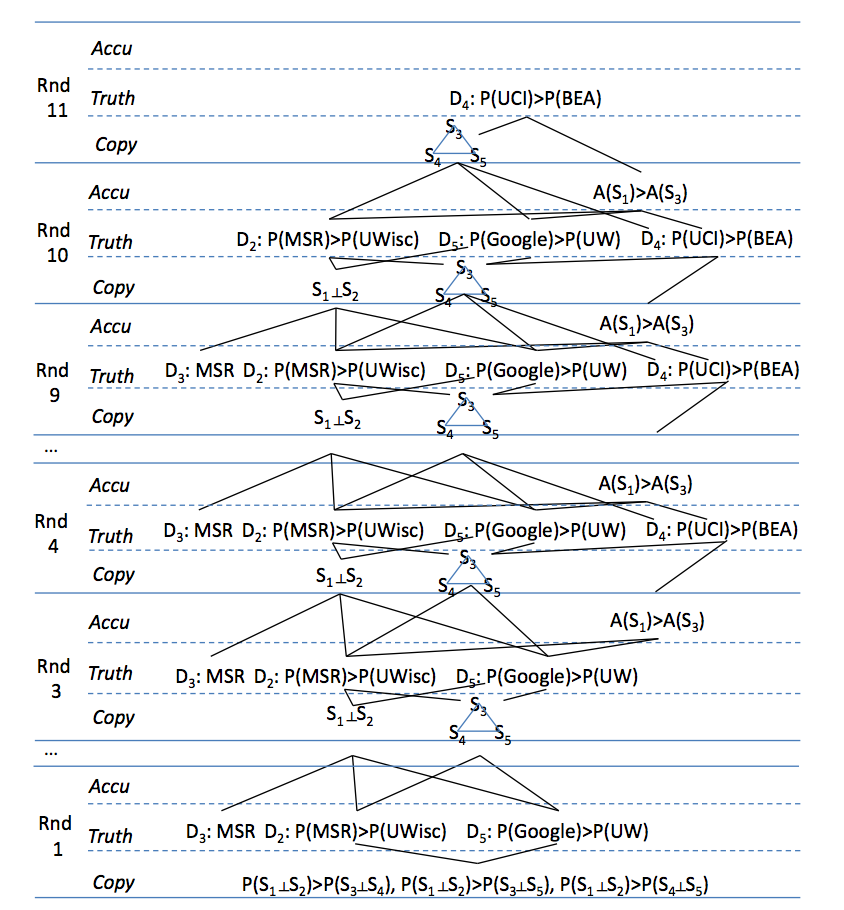 Accu
Rnd 11
Truth D₄: P(UCI)>P(BEA)
Copy S₃ S₄ S₅
Accu A(S₁)>A(S₃)
Rnd 10
Truth D₂: P(MSR)>P(UWisc) D₅: P(Google)>P(UW) D₄: P(UCI)>P(BEA)
Copy S₁⊥S₂ S₃ S₄ S₅
Accu A(S₁)>A(S₃)
Rnd 9
Truth D₃: MSR D₂: P(MSR)>P(UWisc) D₅: P(Google)>P(UW) D₄: P(UCI)>P(BEA)
Copy S₁⊥S₂ S₃ S₄ S₅
...
Accu A(S₁)>A(S₃)
Rnd 4
Truth D₃: MSR D₂: P(MSR)>P(UWisc) D₅: P(Google)>P(UW) D₄: P(UCI)>P(BEA)
Copy S₁⊥S₂ S₃ S₄ S₅
Accu A(S₁)>A(S₃)
Rnd 3
Truth D₃: MSR D₂: P(MSR)>P(UWisc) D₅: P(Google)>P(UW)
Copy S₁⊥S₂ S₃ S₄ S₅
...
Accu
Rnd 1
Truth D₃: MSR D₂: P(MSR)>P(UWisc) D₅: P(Google)>P(UW)
Copy P(S₁⊥S₂)>P(S₃⊥S₄), P(S₁⊥S₂)>P(S₃⊥S₅), P(S₁⊥S₂)>P(S₄⊥S₅)